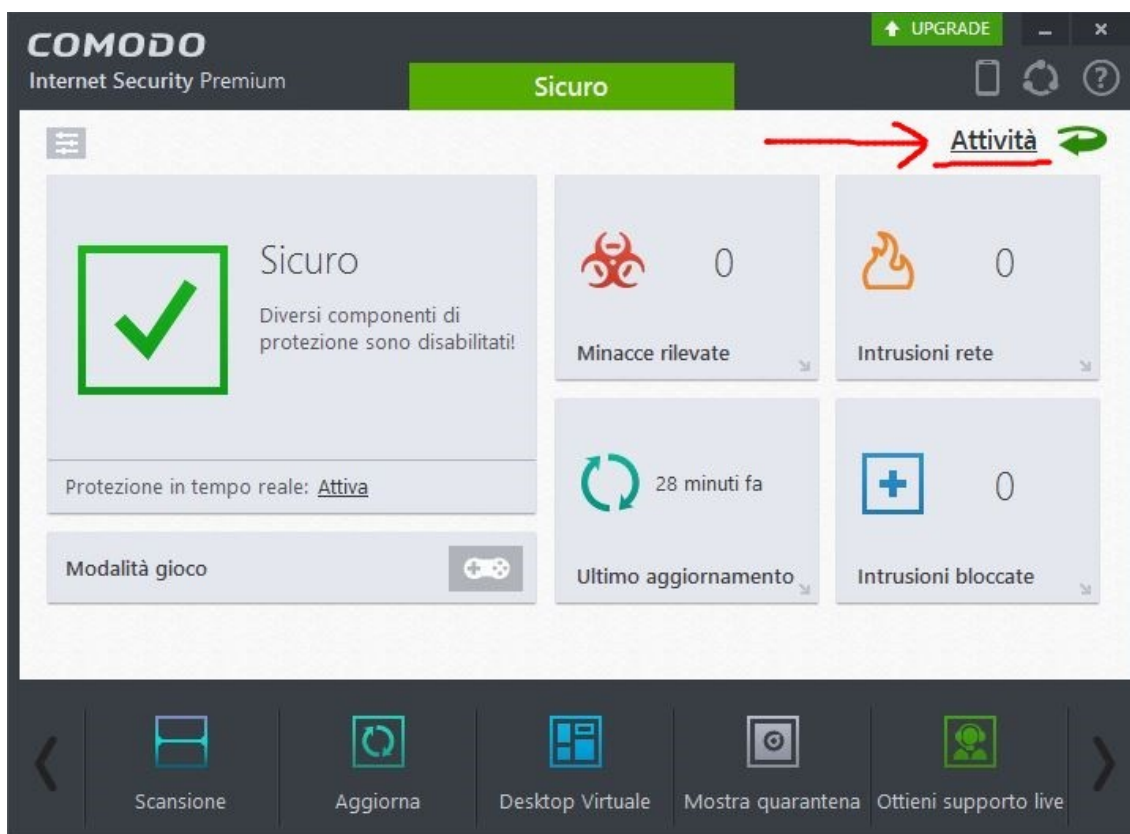 COMODO
Internet Security Premium
UPGRADE
Sicuro
Attività
Sicuro
Diversi componenti di
protezione sono disabilitati!
Protezione in tempo reale: Attiva
Modalità gioco
0
Minacce rilevate
0
Intrusioni rete
28 minuti fa
Ultimo aggiornamento
0
Intrusioni bloccate
Scansione
Aggiorna
Desktop Virtuale
Mostra quarantena
Ottieni supporto live